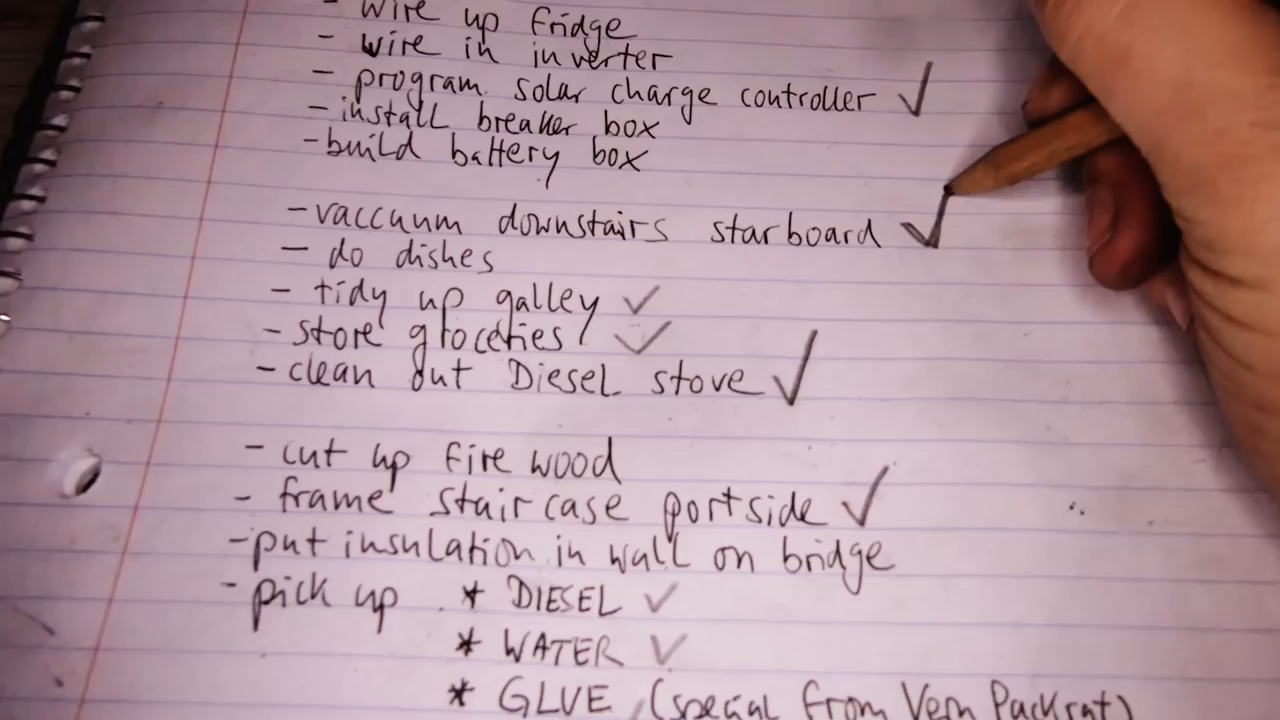 - wire up fridge
- wire in inverter
- program solar charge controller ✓
- install breaker box
- build battery box
- vaccuum downstairs starboard ✓
- do dishes
- tidy up galley ✓
- store groceries ✓
- clean out Diesel stove ✓
- cut up fire wood
- frame staircase portside ✓
- put insulation in wall on bridge
- pick up * DIESEL ✓
* WATER ✓
* GLUE (special from Vern Packrat)